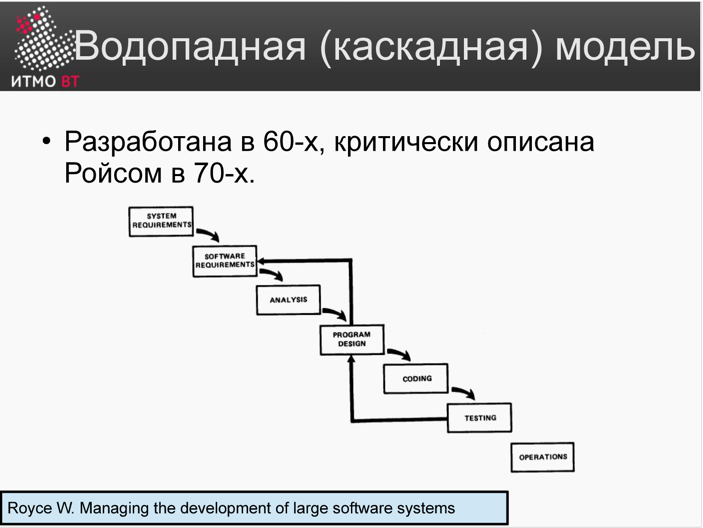 Водопадная (каскадная) модель
ИТМО ВТ
• Разработана в 60-х, критически описана
Ройсом в 70-х.
SYSTEM
REQUIREMENTS
SOFTWARE
REQUIREMENTS
ANALYSIS
PROGRAM
DESIGN
CODING
TESTING
OPERATIONS
Royce W. Managing the development of large software systems